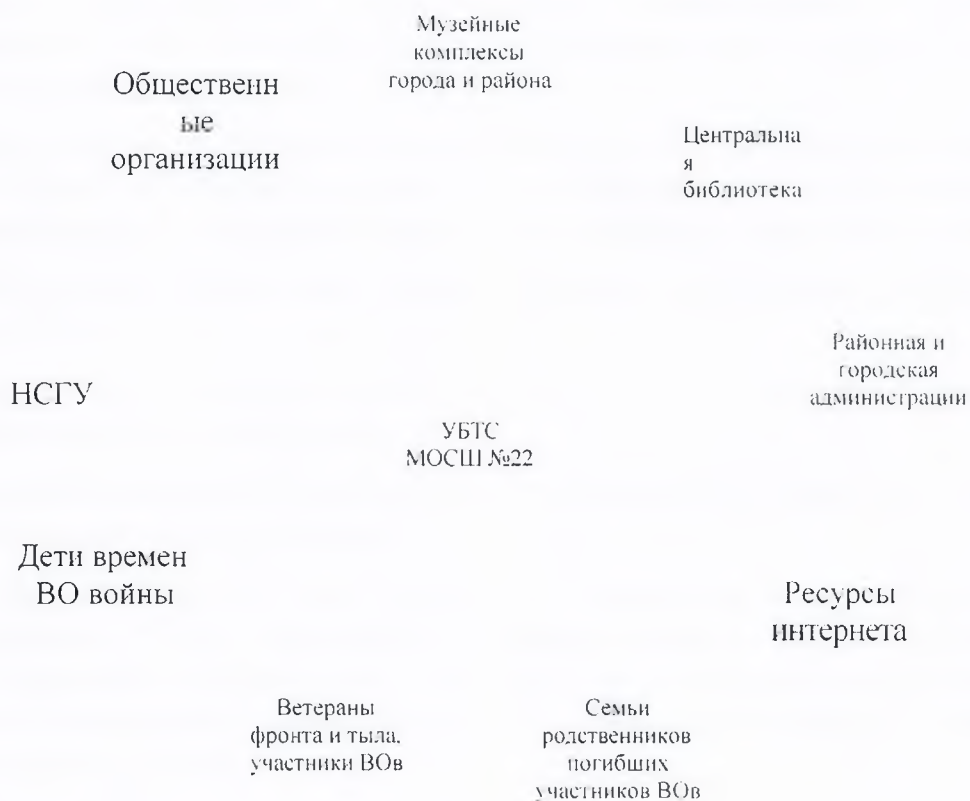 Музейные
комплексы
города и района
Общественн
ые
организации
Центральна
я
библиотека
Районная и
городская
администрации
НСГУ
УБТС
МОСШ №22
Дети времен
ВО войны
Ресурсы
интернета
Ветераны
фронта и тыла,
участники ВОв
Семьи
родственников
погибших
участников ВОв